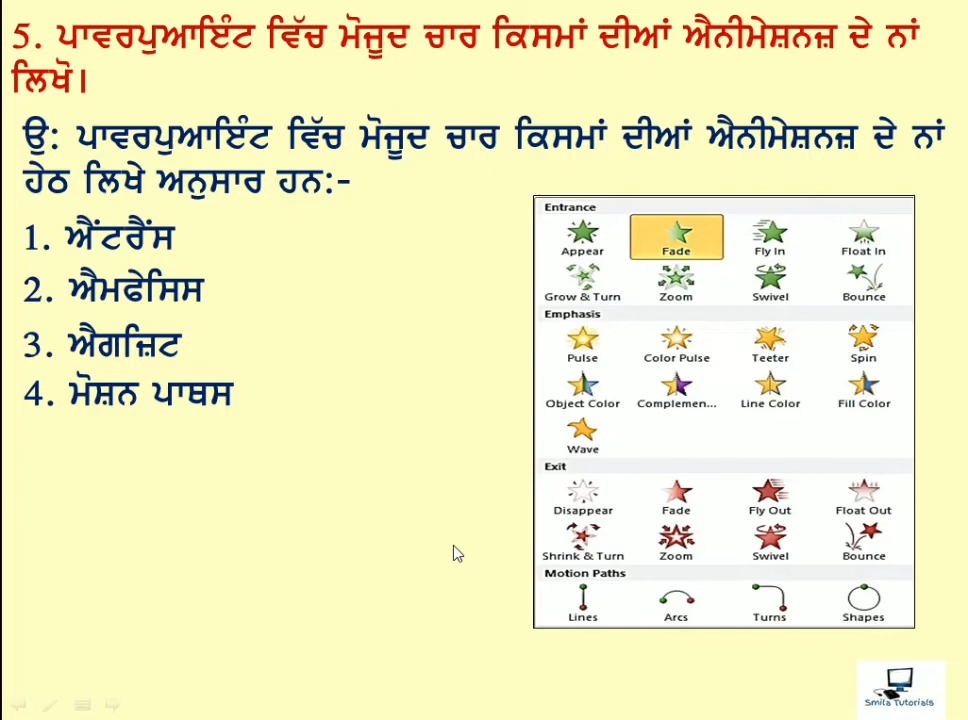 5. ਪਾਵਰਪੁਆਇੰਟ ਵਿੱਚ ਮੋਜੂਦ ਚਾਰ ਕਿਸਮਾਂ ਦੀਆਂ ਐਨੀਮੇਸ਼ਨਜ਼ ਦੇ ਨਾਂ
ਲਿਖੋ।
ਉ: ਪਾਵਰਪੁਆਇੰਟ ਵਿੱਚ ਮੋਜੂਦ ਚਾਰ ਕਿਸਮਾਂ ਦੀਆਂ ਐਨੀਮੇਸ਼ਨਜ਼ ਦੇ ਨਾਂ
ਹੇਠ ਲਿਖੇ ਅਨੁਸਾਰ ਹਨ:-
1. ਐਂਟਰੈਂਸ
2. ਐਮਫੇਸਿਸ
3. ਐਗਜ਼ਿਟ
4. ਮੋਸ਼ਨ ਪਾਥਸ
Entrance
Appear Fade Fly In Float In
Grow & Turn Zoom Swivel Bounce
Emphasis
Pulse Color Pulse Teeter Spin
Object Color Complemen... Line Color Fill Color
Wave
Exit
Disappear Fade Fly Out Float Out
Shrink & Turn Zoom Swivel Bounce
Motion Paths
Lines Arcs Turns Shapes
Smita Tutorials